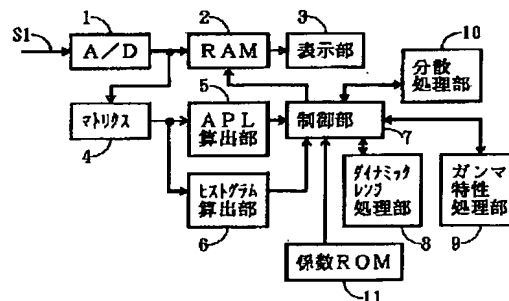 S1
1
A/D
2
RAM
3
表示部
10
分散
処理部
マトリクス
4
5
APL
算出部
制御部
7
ヒストグラム
算出部
6
ダイナミック
レンジ
処理部
8
ガンマ
特性
処理部
9
係数ROM
11